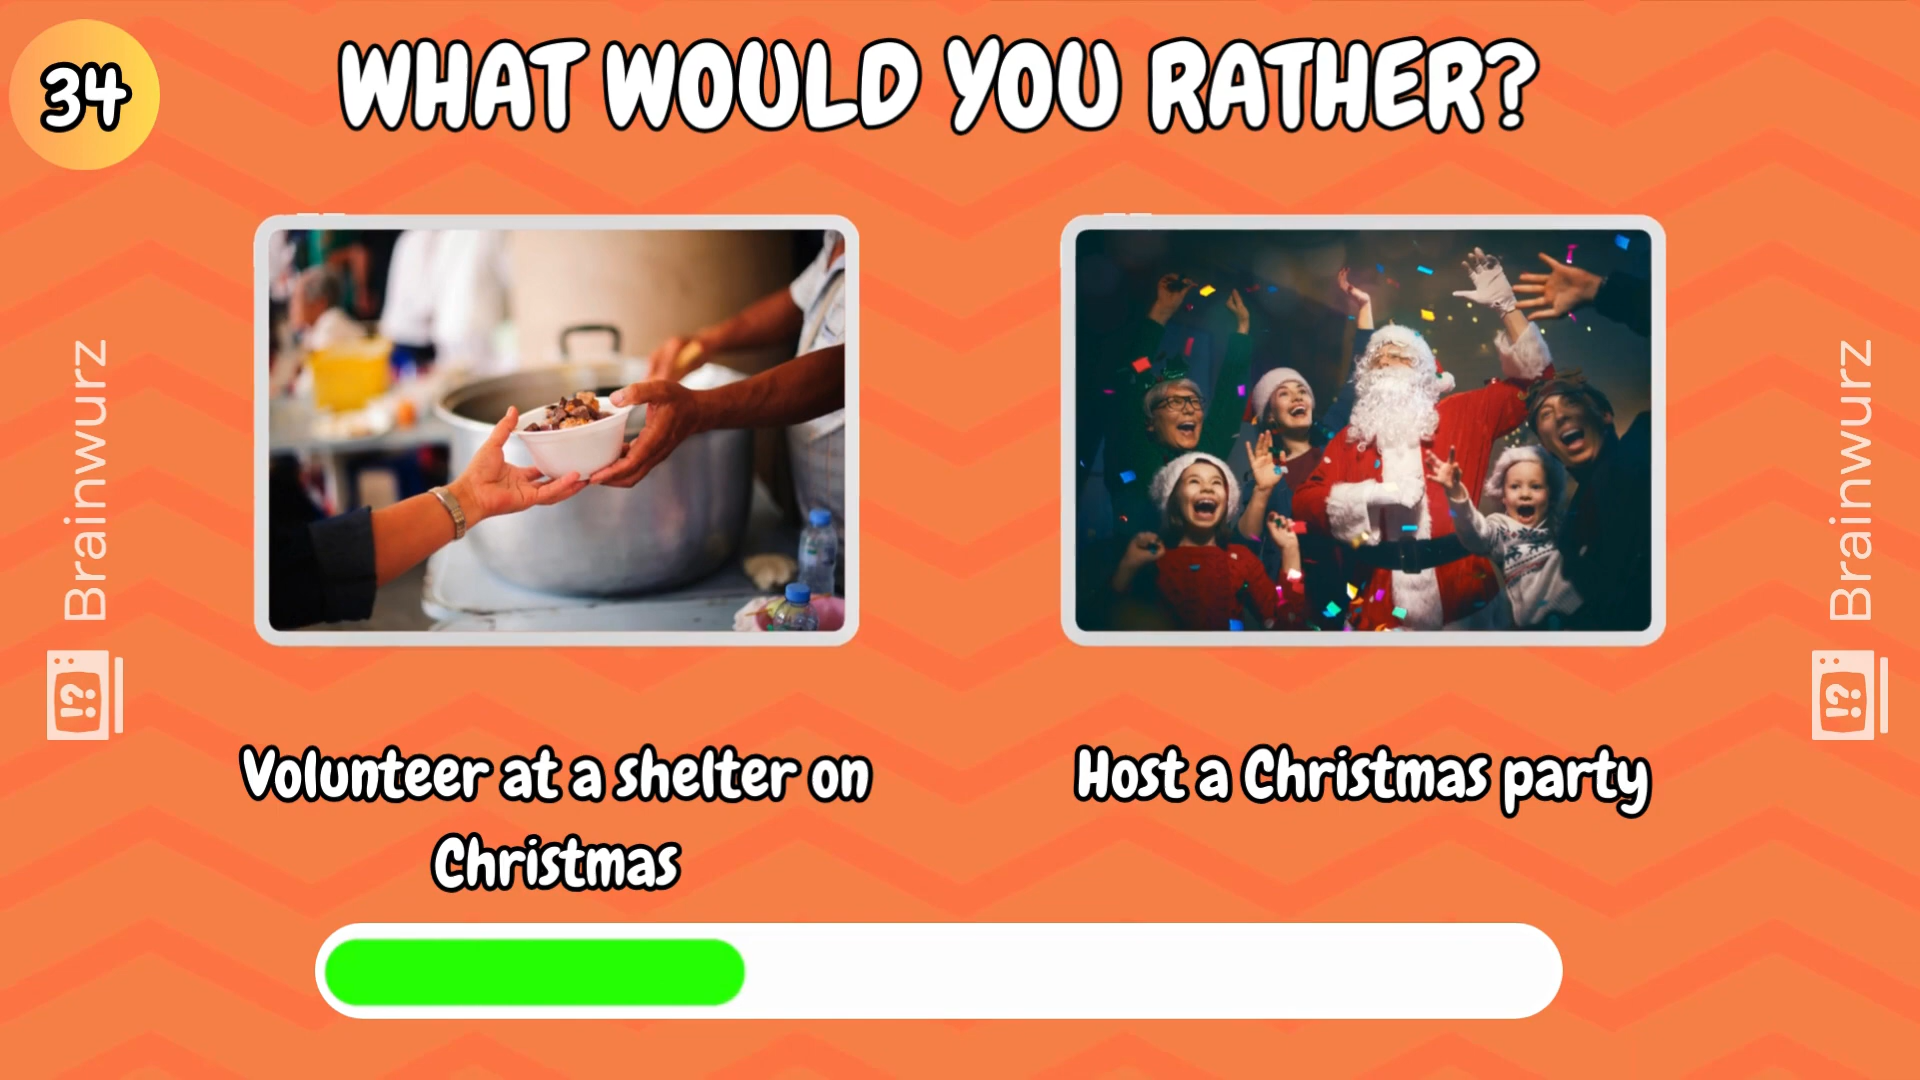 34
WHAT WOULD YOU RATHER?
Brainwurz
!?
Brainwurz
!?
Volunteer at a shelter on
Christmas
Host a Christmas party